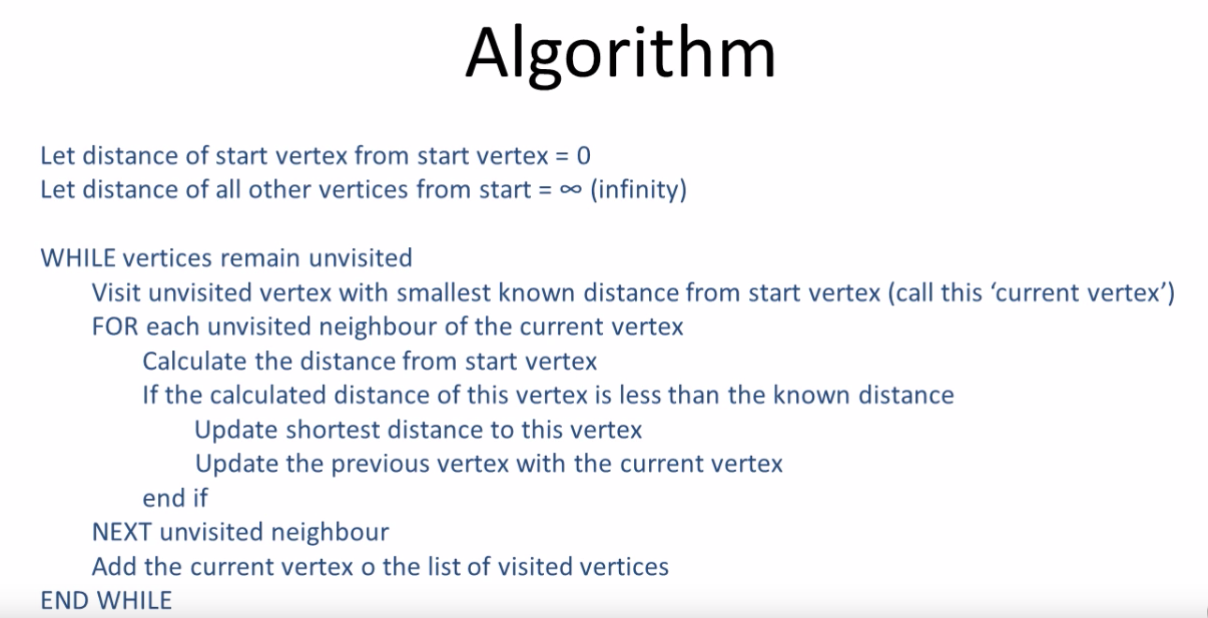 Algorithm
Let distance of start vertex from start vertex = 0
Let distance of all other vertices from start = ∞ (infinity)
WHILE vertices remain unvisited
Visit unvisited vertex with smallest known distance from start vertex (call this ‘current vertex’)
FOR each unvisited neighbour of the current vertex
Calculate the distance from start vertex
If the calculated distance of this vertex is less than the known distance
Update shortest distance to this vertex
Update the previous vertex with the current vertex
end if
NEXT unvisited neighbour
Add the current vertex o the list of visited vertices
END WHILE